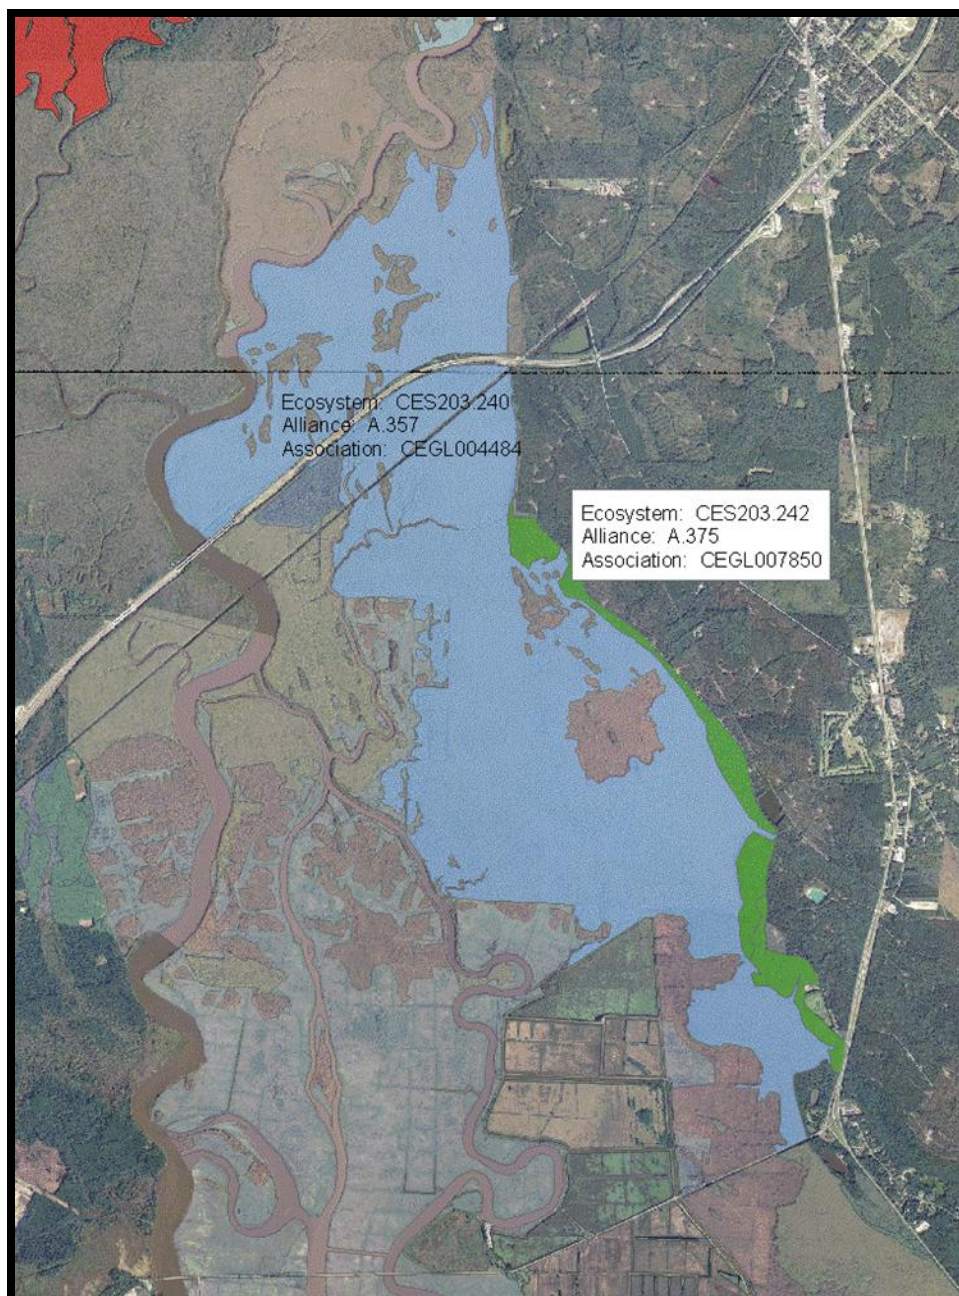 Ecosystem: CES203.240
Alliance: A.357
Association: CEGL004484
Ecosystem: CES203.242
Alliance: A.375
Association: CEGL007850